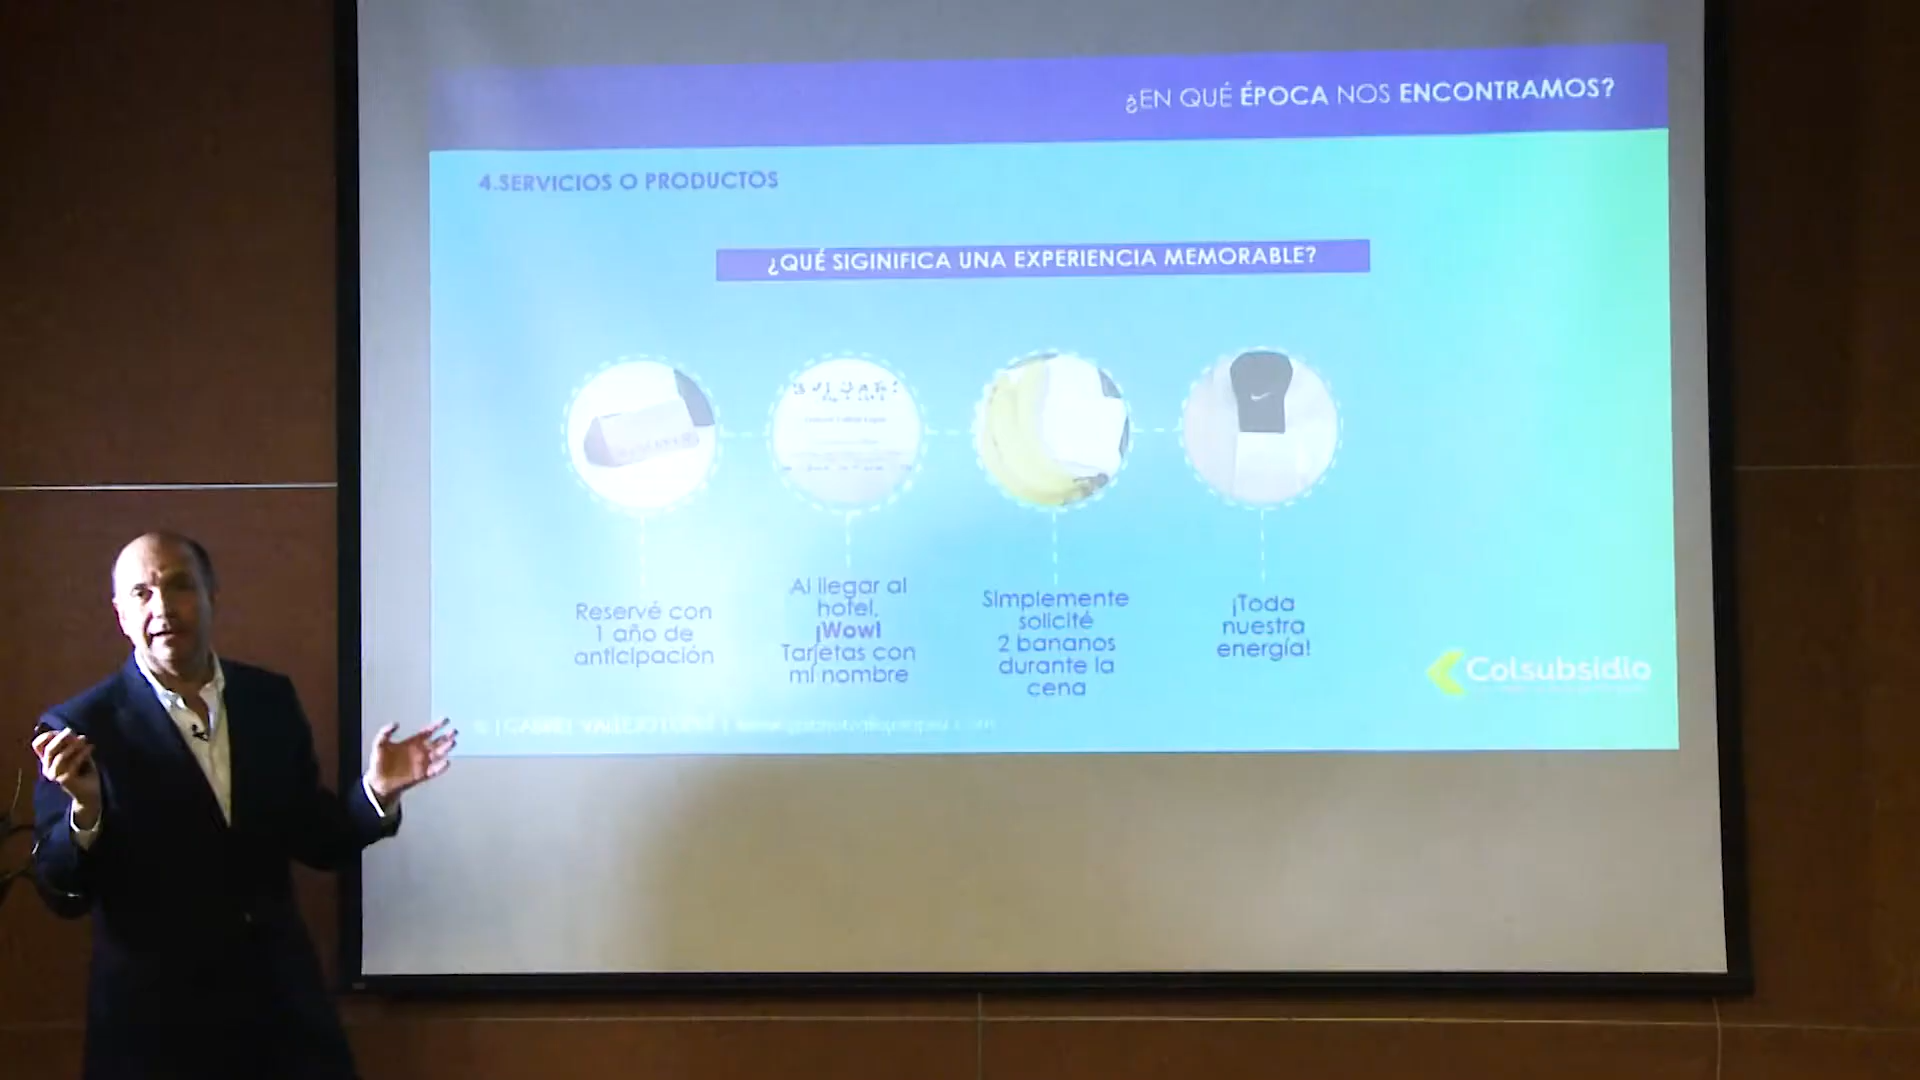 ¿EN QUÉ ÉPOCA NOS ENCONTRAMOS?
4.SERVICIOS O PRODUCTOS
¿QUÉ SIGINIFICA UNA EXPERIENCIA MEMORABLE?
Reservé con
1 año de
anticipación
Al llegar al
hotel,
¡Wow!
Tarjetas con
mi nombre
Simplemente
solicité
2 bananos
durante la
cena
¡Toda
nuestra
energía!
Colsubsidio